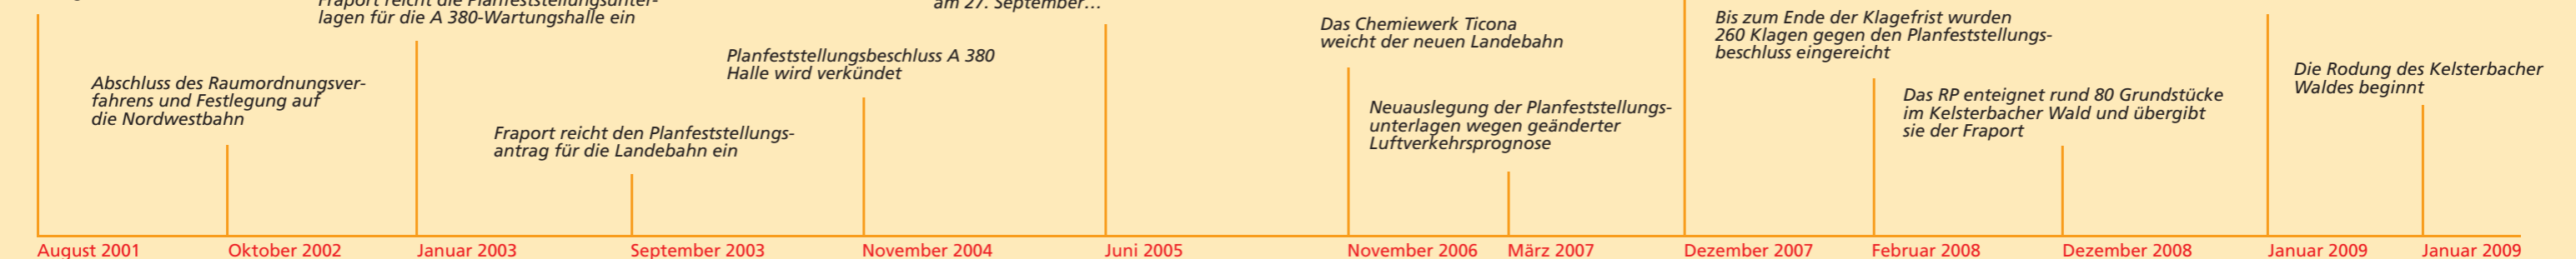 Fraport reicht die Planfeststellungsunter-
lagen für die A 380-Wartungshalle ein
am 27. September...
Das Chemiewerk Ticona
weicht der neuen Landebahn
Bis zum Ende der Klagefrist wurden
260 Klagen gegen den Planfeststellungs-
beschluss eingereicht
Planfeststellungsbeschluss A 380
Halle wird verkündet
Die Rodung des Kelsterbacher
Waldes beginnt
Abschluss des Raumordnungsver-
fahrens und Festlegung auf
die Nordwestbahn
Das RP enteignet rund 80 Grundstücke
im Kelsterbacher Wald und übergibt
sie der Fraport
Neuauslegung der Planfeststellungs-
unterlagen wegen geänderter
Luftverkehrsprognose
Fraport reicht den Planfeststellungs-
antrag für die Landebahn ein
August 2001
Oktober 2002
Januar 2003
September 2003
November 2004
Juni 2005
November 2006
März 2007
Dezember 2007
Februar 2008
Dezember 2008
Januar 2009
Januar 2009